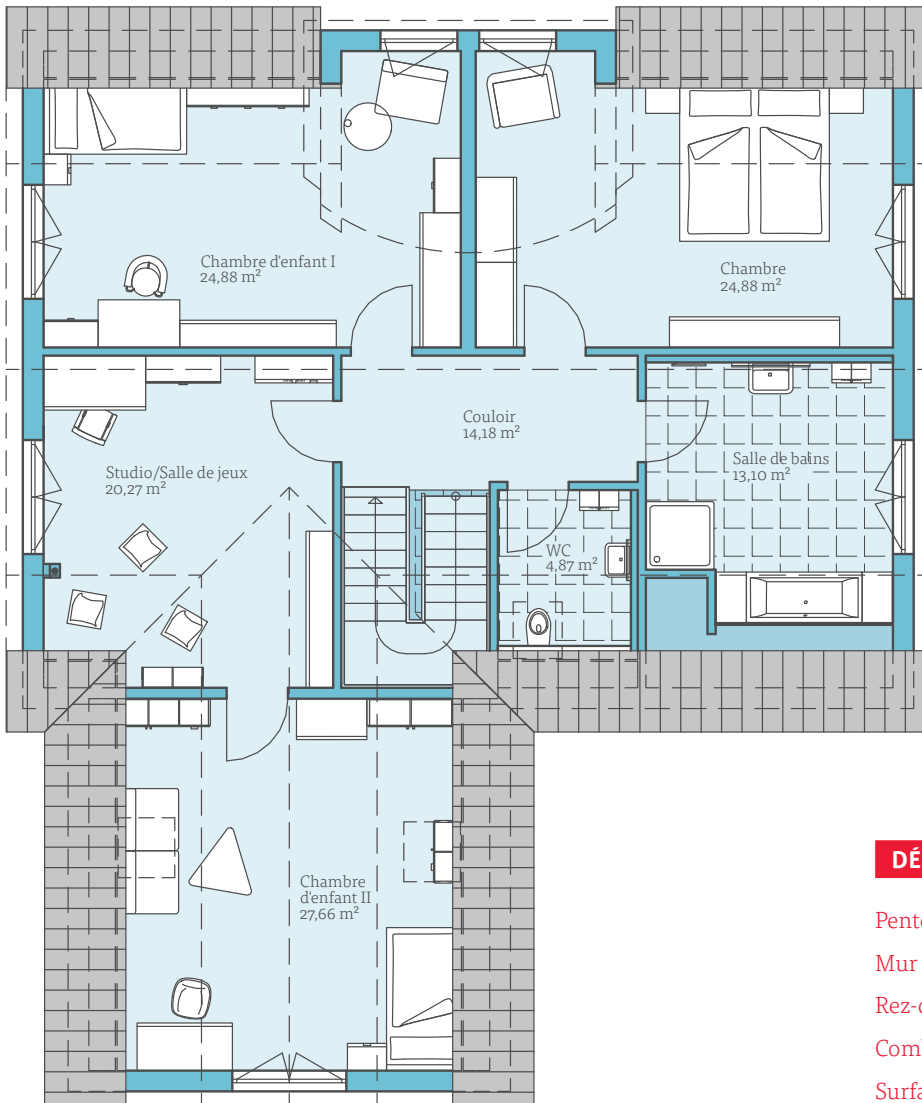 Chambre d'enfant I
24,88 m²
Chambre
24,88 m²
Couloir
14,18 m²
Studio/Salle de jeux
20,27 m²
Salle de bains
13,10 m²
WC
4,87 m²
Chambre
d'enfant II
27,66 m²
DÉ
Pente
Mur
Rez-d
Com
Surfa